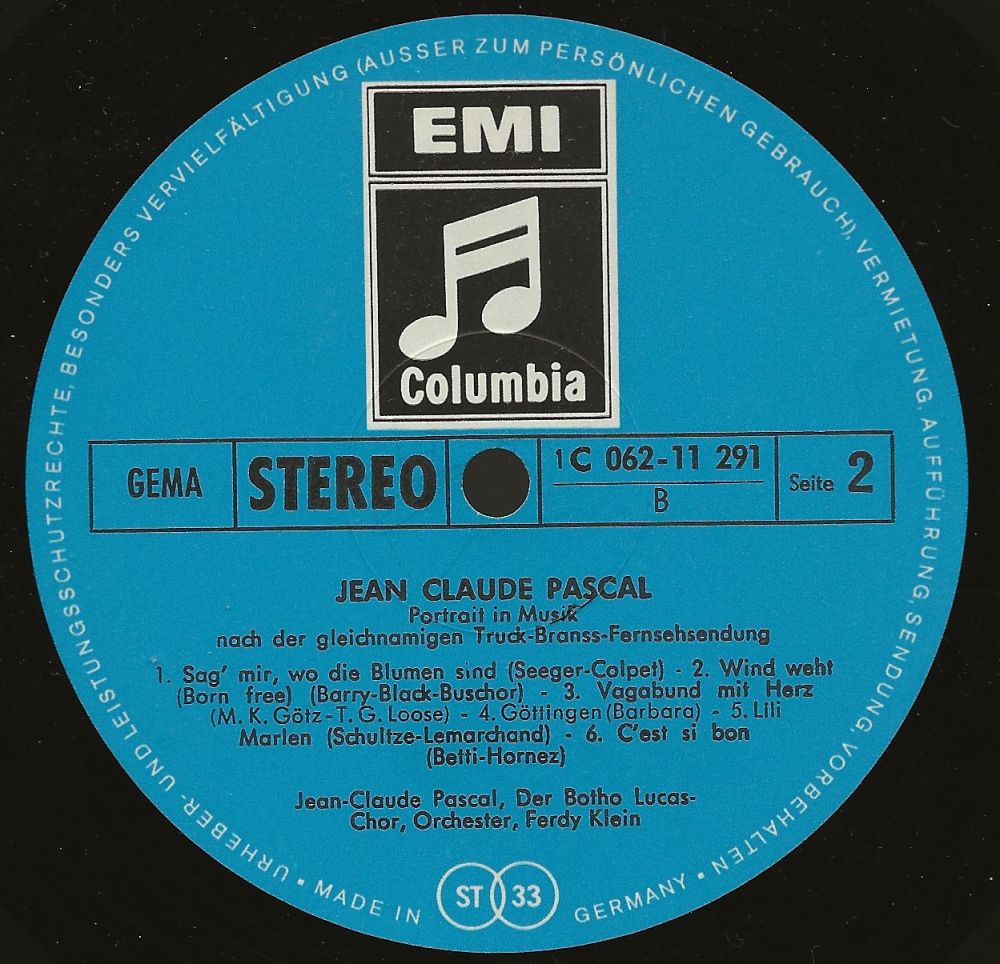 URHEBER- UND LEISTUNGSSCHUTZRECHTE, BESONDERS VERVIELFÄLTIGUNG (AUSSER ZUM PERSÖNLICHEN GEBRAUCH), VERMIETUNG, AUFFÜHRUNG, SENDUNG, VORBEHALTEN •
EMI
Columbia
GEMA
STEREO
1C 062-11 291
B
Seite 2
JEAN CLAUDE PASCAL
Portrait in Musik
nach der gleichnamigen Truck-Branss-Fernsehsendung
1. Sag' mir, wo die Blumen sind (Seeger-Colpet) - 2. Wind weht
(Born free) (Barry-Black-Buschor) - 3. Vagabund mit Herz
(M. K. Götz-T. G. Loose) - 4. Göttingen (Barbara) - 5. Lili
Marlen (Schultze-Lemarchand) - 6. C'est si bon
(Betti-Hornez)
Jean-Claude Pascal, Der Botho Lucas-
Chor, Orchester, Ferdy Klein
• MADE IN
ST 33
GERMANY